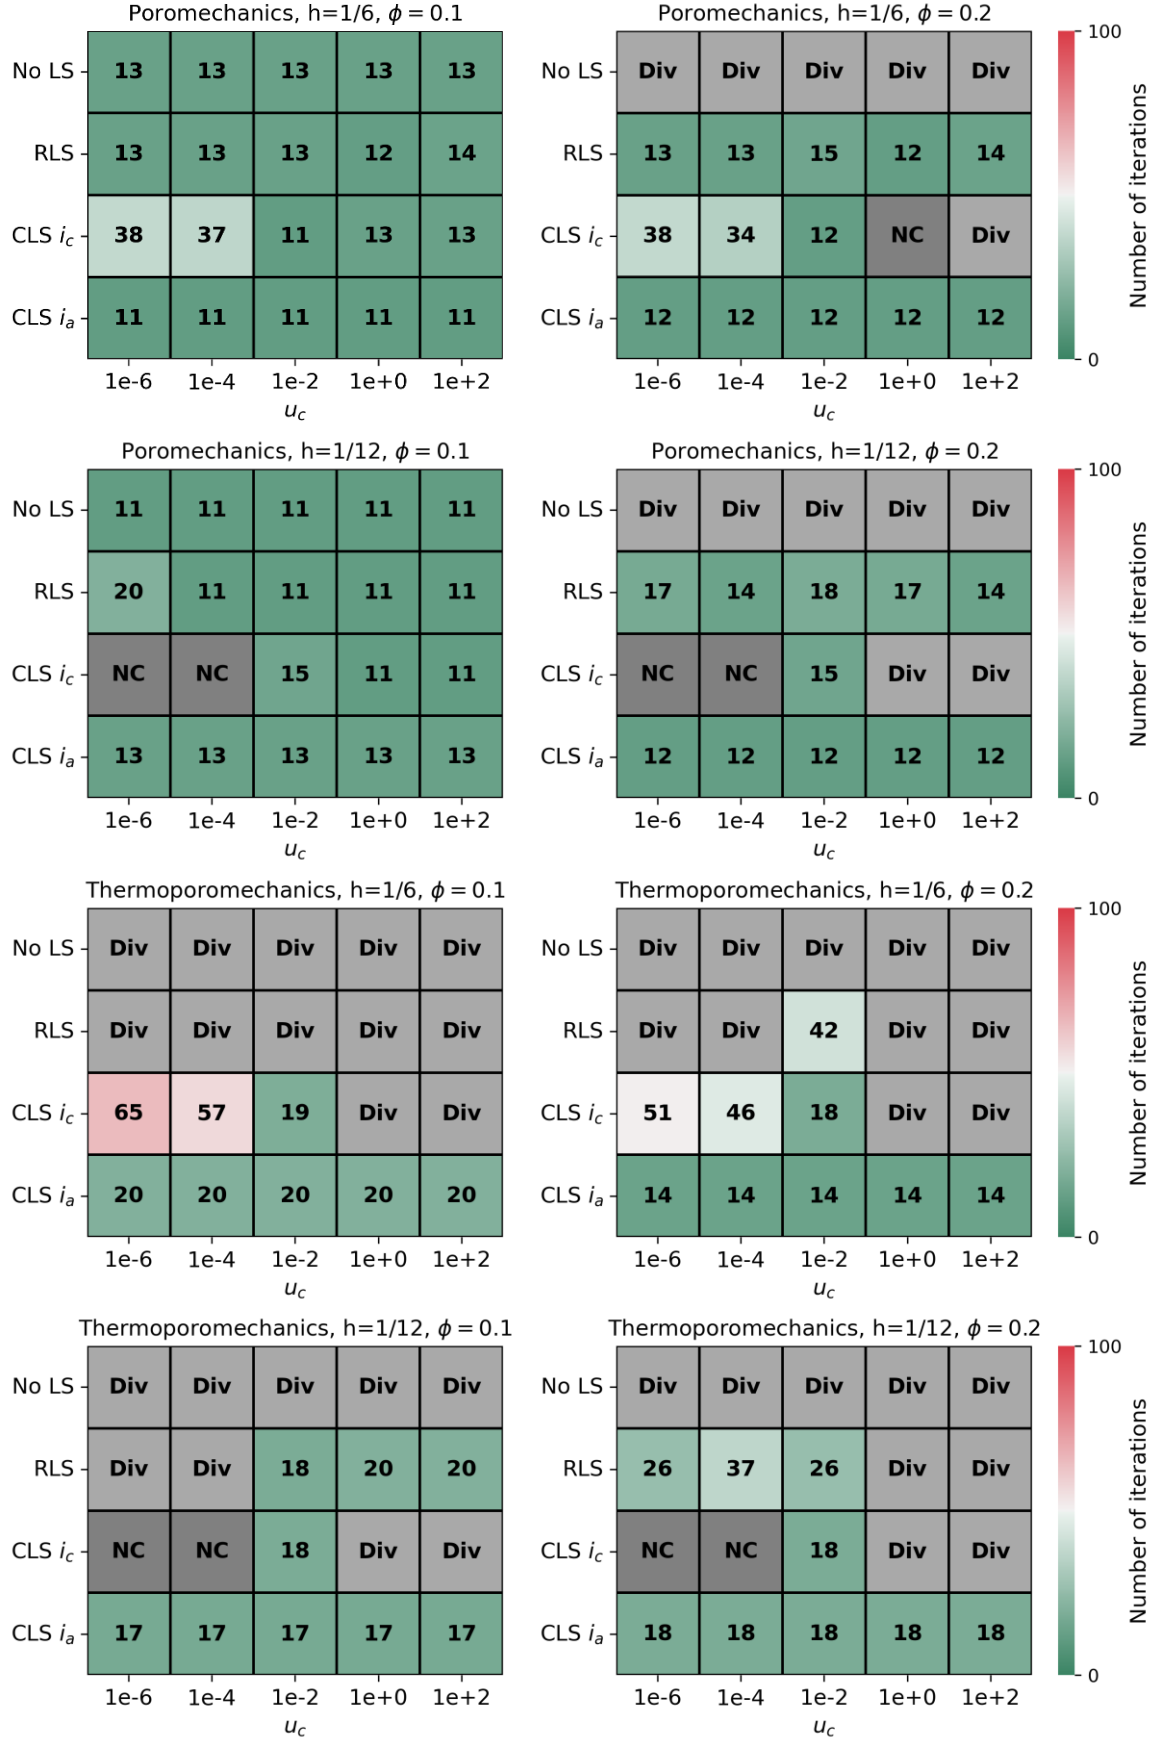 Poromechanics, h=1/6, ϕ = 0.1
No LS 13 13 13 13 13
RLS 13 13 13 12 14
CLS i_c 38 37 11 13 13
CLS i_a 11 11 11 11 11
1e-6 1e-4 1e-2 1e+0 1e+2
u_c
Poromechanics, h=1/6, ϕ = 0.2
No LS Div Div Div Div Div
RLS 13 13 15 12 14
CLS i_c 38 34 12 NC Div
CLS i_a 12 12 12 12 12
1e-6 1e-4 1e-2 1e+0 1e+2
u_c
100
0
Number of iterations
Poromechanics, h=1/12, ϕ = 0.1
No LS 11 11 11 11 11
RLS 20 11 11 11 11
CLS i_c NC NC 15 11 11
CLS i_a 13 13 13 13 13
1e-6 1e-4 1e-2 1e+0 1e+2
u_c
Poromechanics, h=1/12, ϕ = 0.2
No LS Div Div Div Div Div
RLS 17 14 18 17 14
CLS i_c NC NC 15 Div Div
CLS i_a 12 12 12 12 12
1e-6 1e-4 1e-2 1e+0 1e+2
u_c
100
0
Number of iterations
Thermoporomechanics, h=1/6, ϕ = 0.1
No LS Div Div Div Div Div
RLS Div Div Div Div Div
CLS i_c 65 57 19 Div Div
CLS i_a 20 20 20 20 20
1e-6 1e-4 1e-2 1e+0 1e+2
u_c
Thermoporomechanics, h=1/6, ϕ = 0.2
No LS Div Div Div Div Div
RLS Div Div 42 Div Div
CLS i_c 51 46 18 Div Div
CLS i_a 14 14 14 14 14
1e-6 1e-4 1e-2 1e+0 1e+2
u_c
100
0
Number of iterations
Thermoporomechanics, h=1/12, ϕ = 0.1
No LS Div Div Div Div Div
RLS Div Div 18 20 20
CLS i_c NC NC 18 Div Div
CLS i_a 17 17 17 17 17
1e-6 1e-4 1e-2 1e+0 1e+2
u_c
Thermoporomechanics, h=1/12, ϕ = 0.2
No LS Div Div Div Div Div
RLS 26 37 26 Div Div
CLS i_c NC NC 18 Div Div
CLS i_a 18 18 18 18 18
1e-6 1e-4 1e-2 1e+0 1e+2
u_c
100
0
Number of iterations